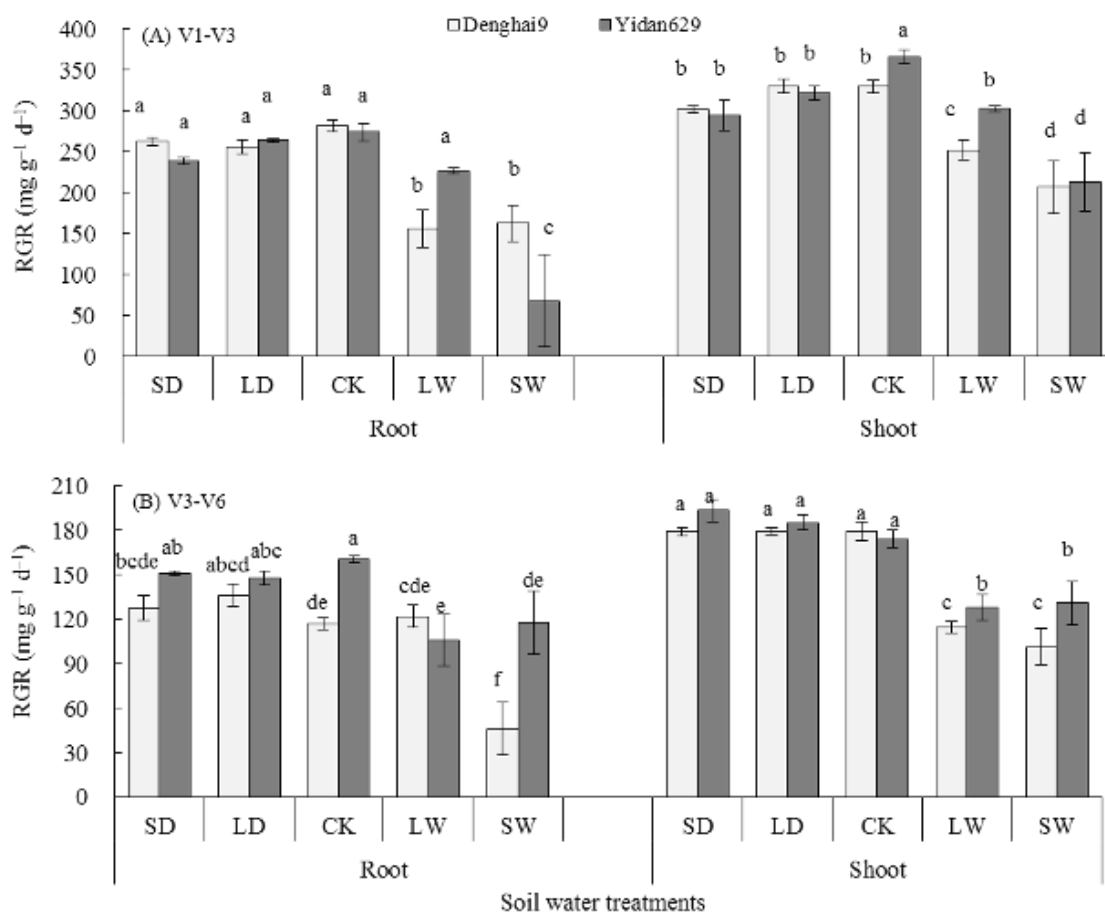 Denghai9 Yidan629
(A) V1-V3
RGR (mg g⁻¹ d⁻¹)
400
350
300
250
200
150
100
50
0
a a a a a a b a b c
b b b b b a c b d d
SD LD CK LW SW SD LD CK LW SW
Root Shoot
(B) V3-V6
RGR (mg g⁻¹ d⁻¹)
210
180
150
120
90
60
30
0
bcde ab abcd abc de a cde e f de
a a a a a a c b c b
SD LD CK LW SW SD LD CK LW SW
Root Shoot
Soil water treatments